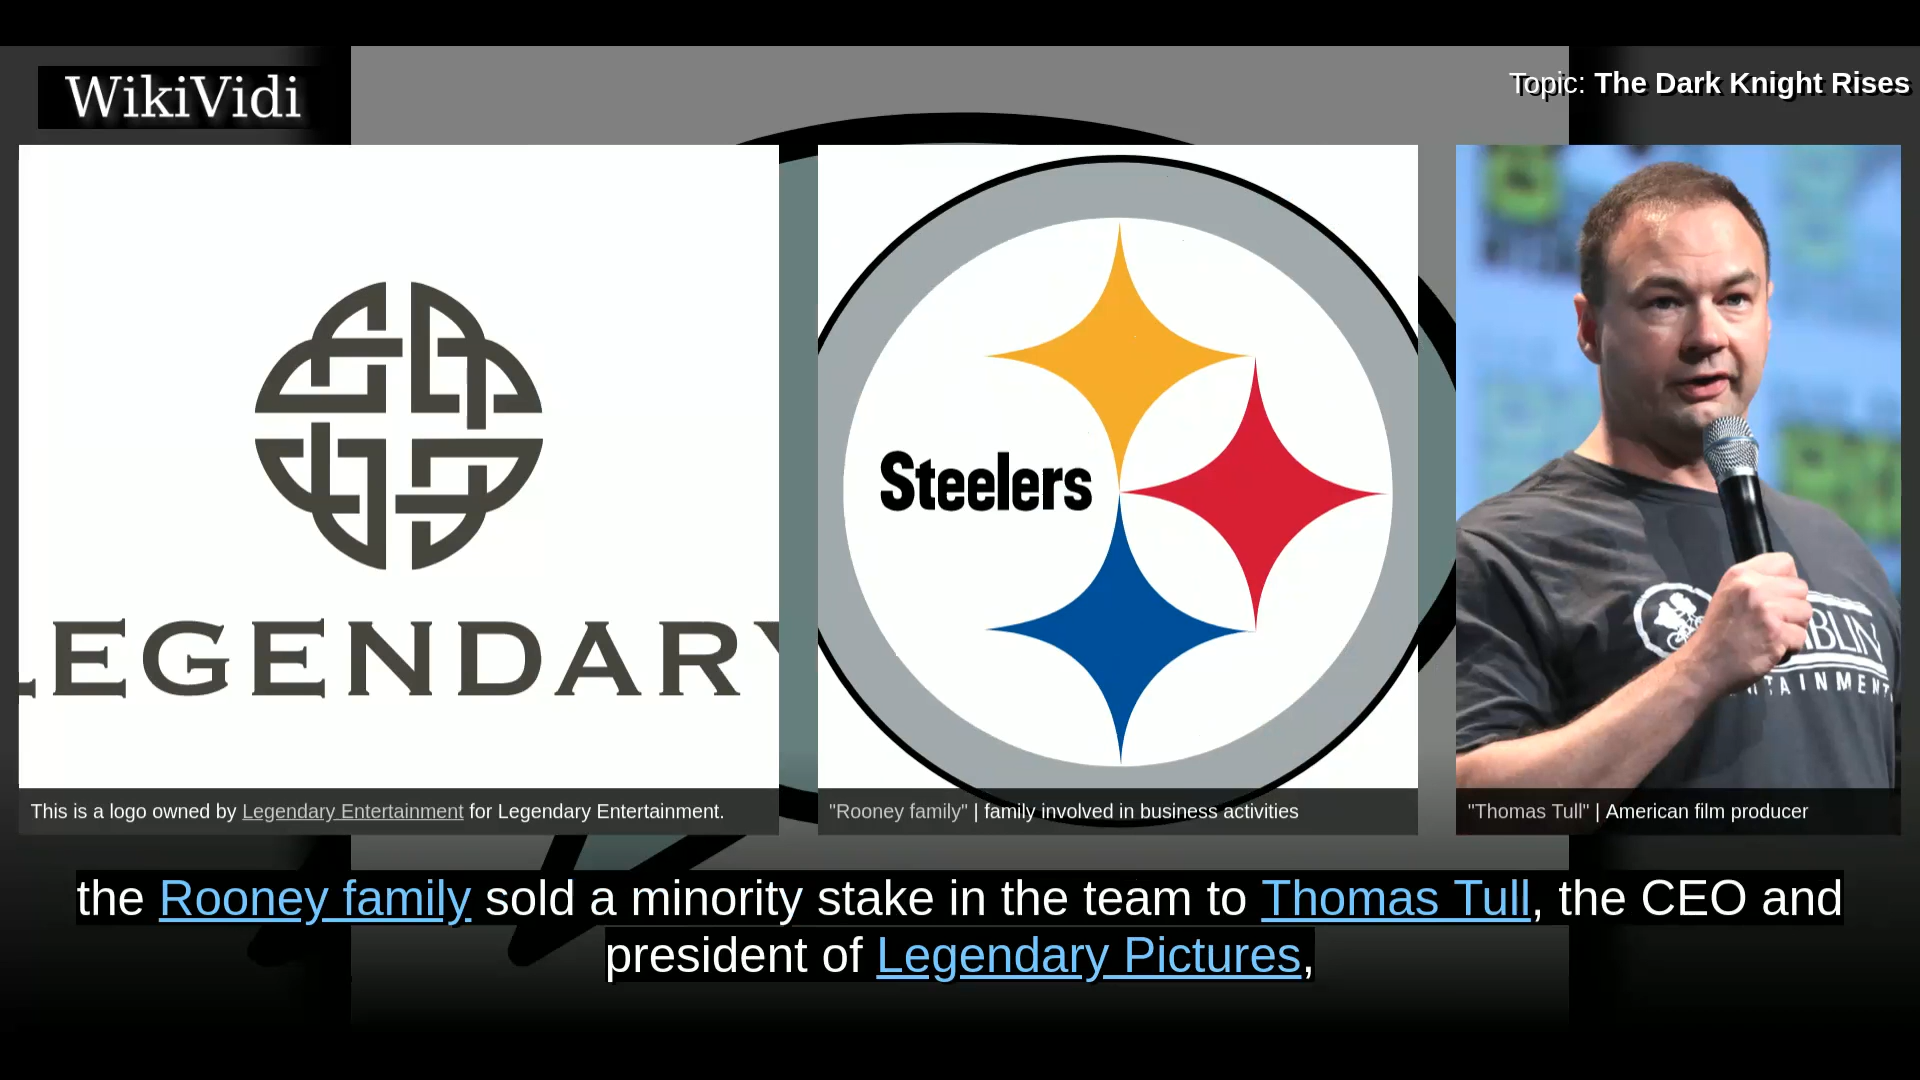 WikiVidi
Topic: The Dark Knight Rises
LEGENDARY
Steelers
ENTAINMENT
This is a logo owned by Legendary Entertainment for Legendary Entertainment.
"Rooney family" | family involved in business activities
"Thomas Tull" | American film producer
the Rooney family sold a minority stake in the team to Thomas Tull, the CEO and
president of Legendary Pictures,